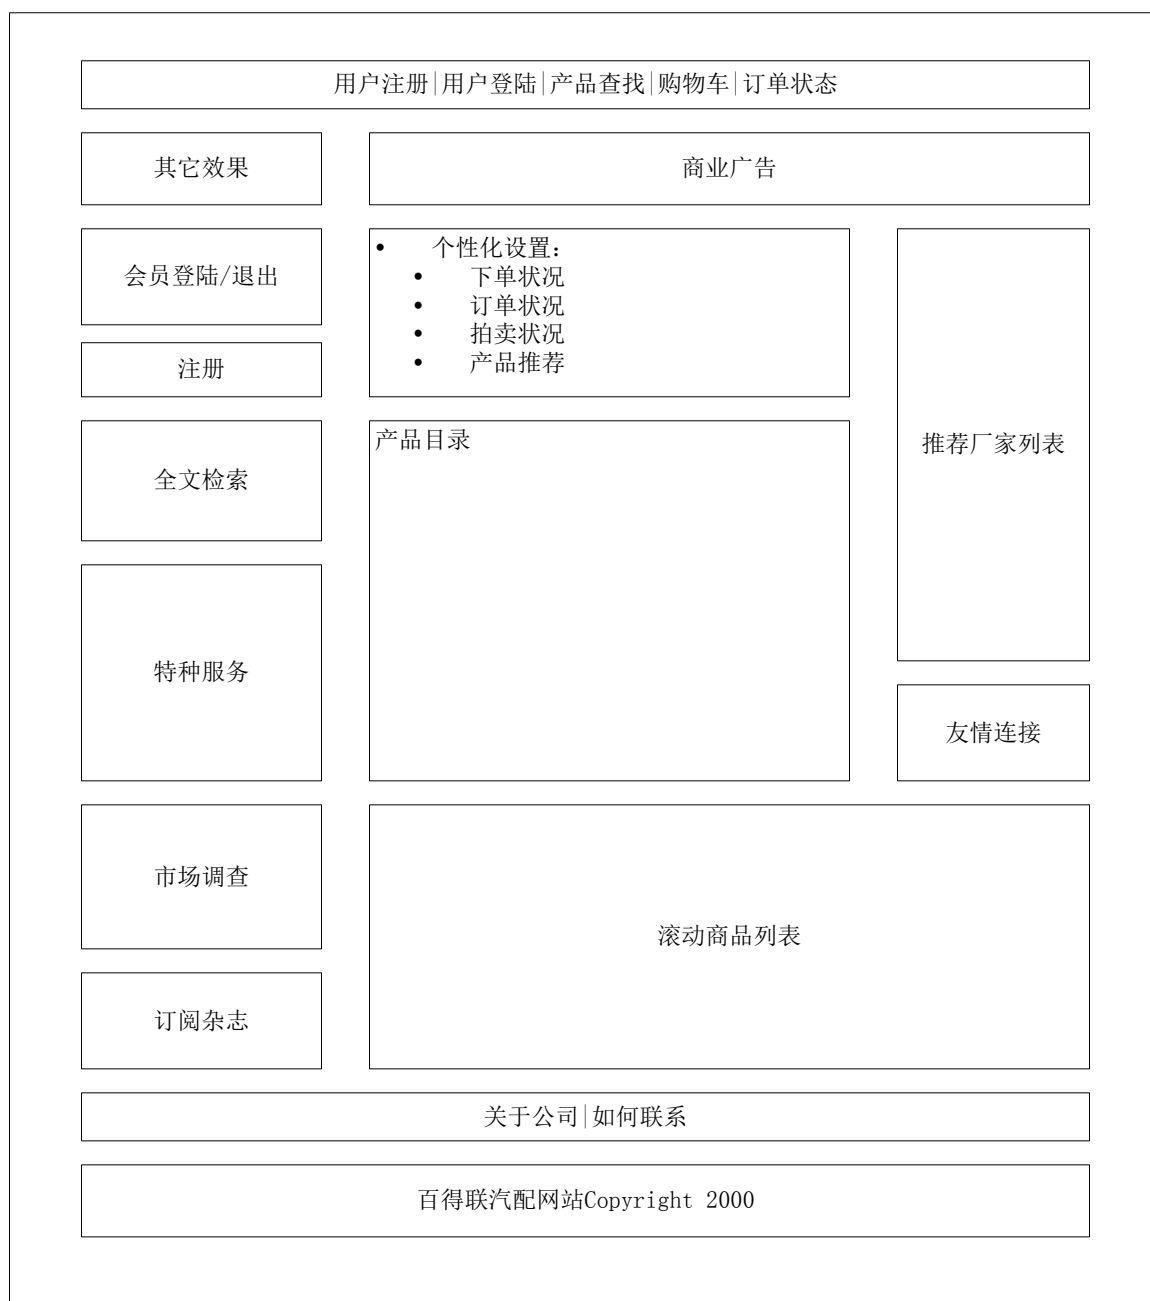 用户注册|用户登陆|产品查找|购物车|订单状态
其它效果
商业广告
会员登陆/退出
注册
• 个性化设置：
• 下单状况
• 订单状况
• 拍卖状况
• 产品推荐
推荐厂家列表
全文检索
产品目录
特种服务
友情连接
市场调查
滚动商品列表
订阅杂志
关于公司|如何联系
百得联汽配网站Copyright 2000